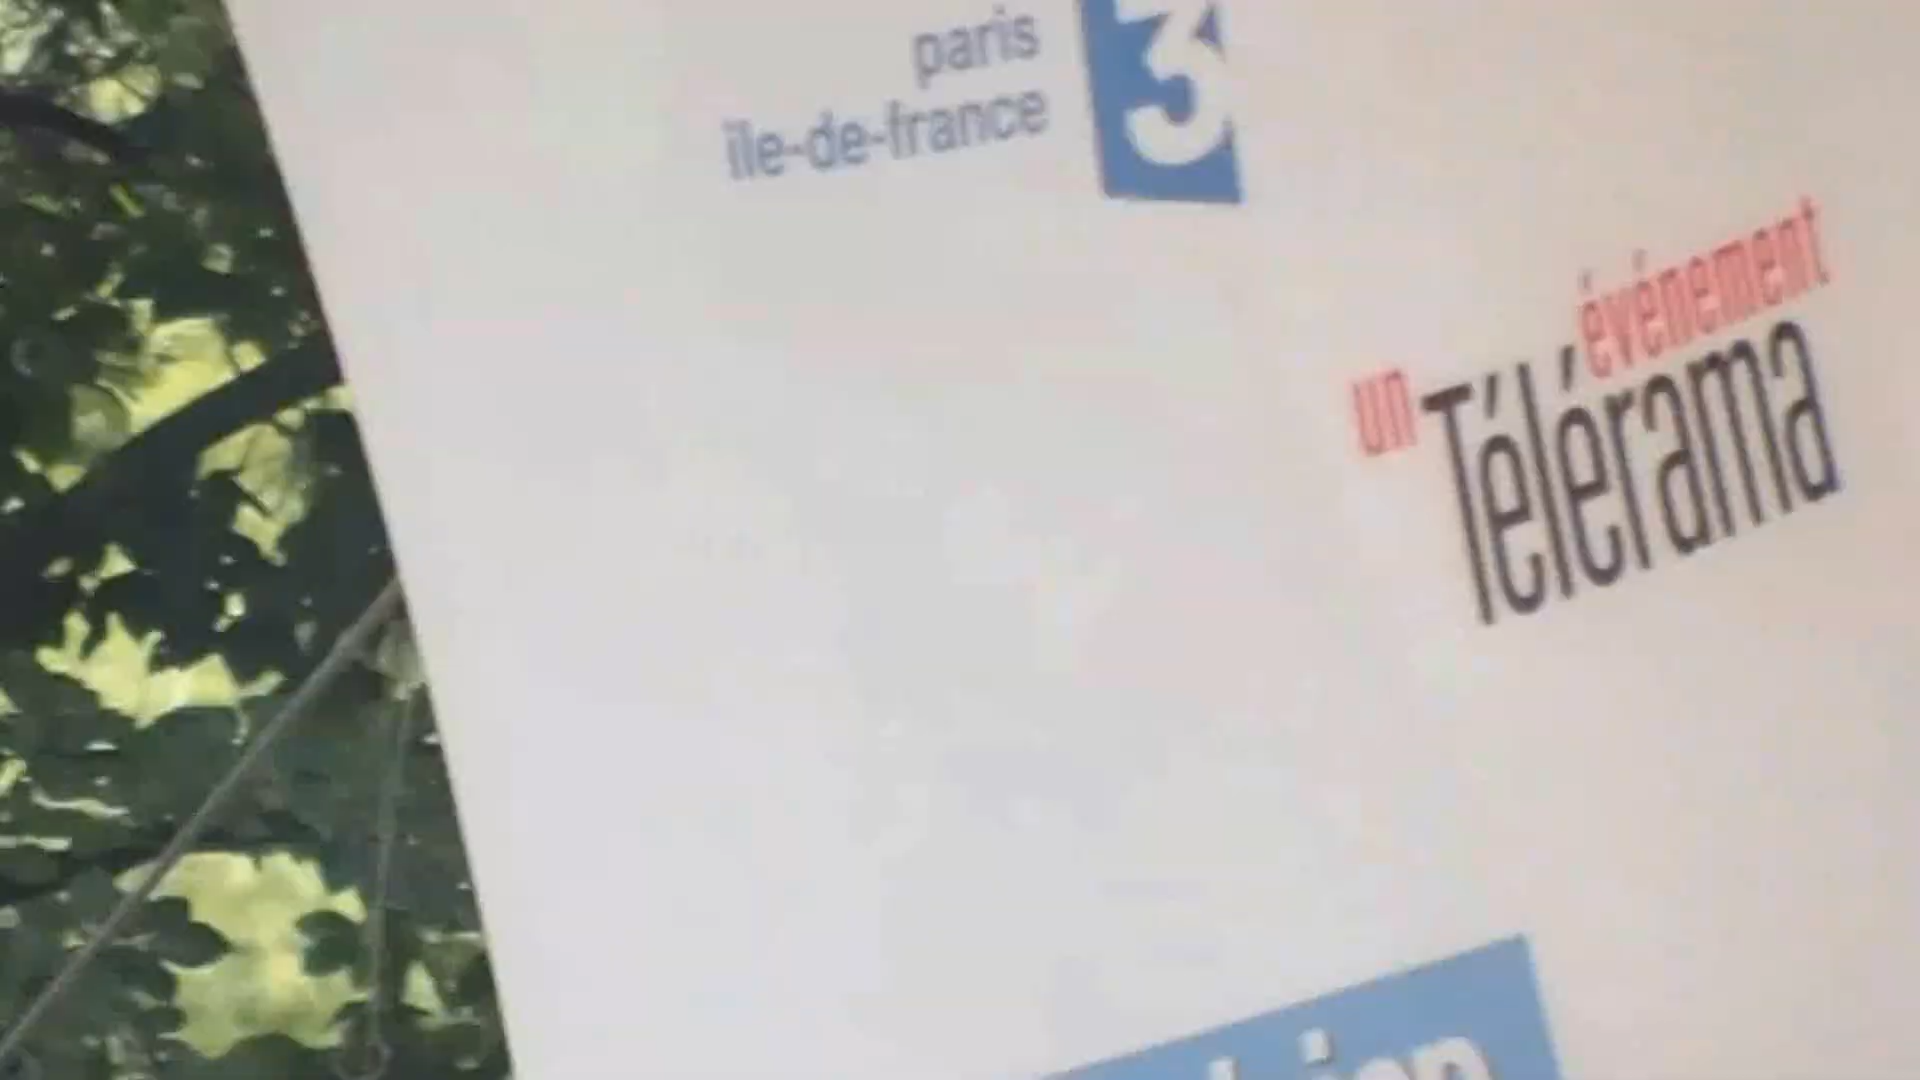 paris
île-de-france
3
un événement
Télérama